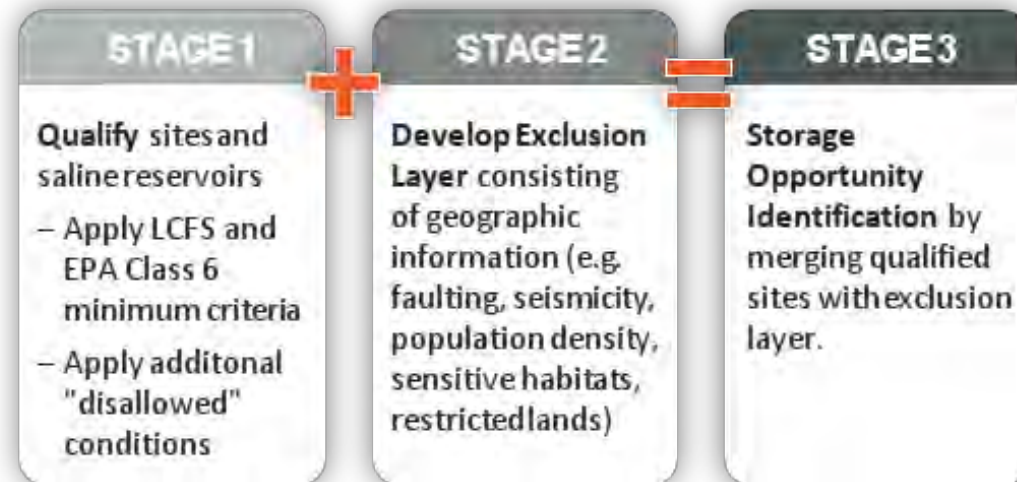 STAGE 1
Qualify sites and
saline reservoirs
– Apply LCFS and
EPA Class 6
minimum criteria
– Apply additonal
"disallowed"
conditions
+
STAGE 2
Develop Exclusion
Layer consisting
of geographic
information (e.g.
faulting, seismicity,
population density,
sensitive habitats,
restricted lands)
=
STAGE 3
Storage
Opportunity
Identification by
merging qualified
sites with exclusion
layer.